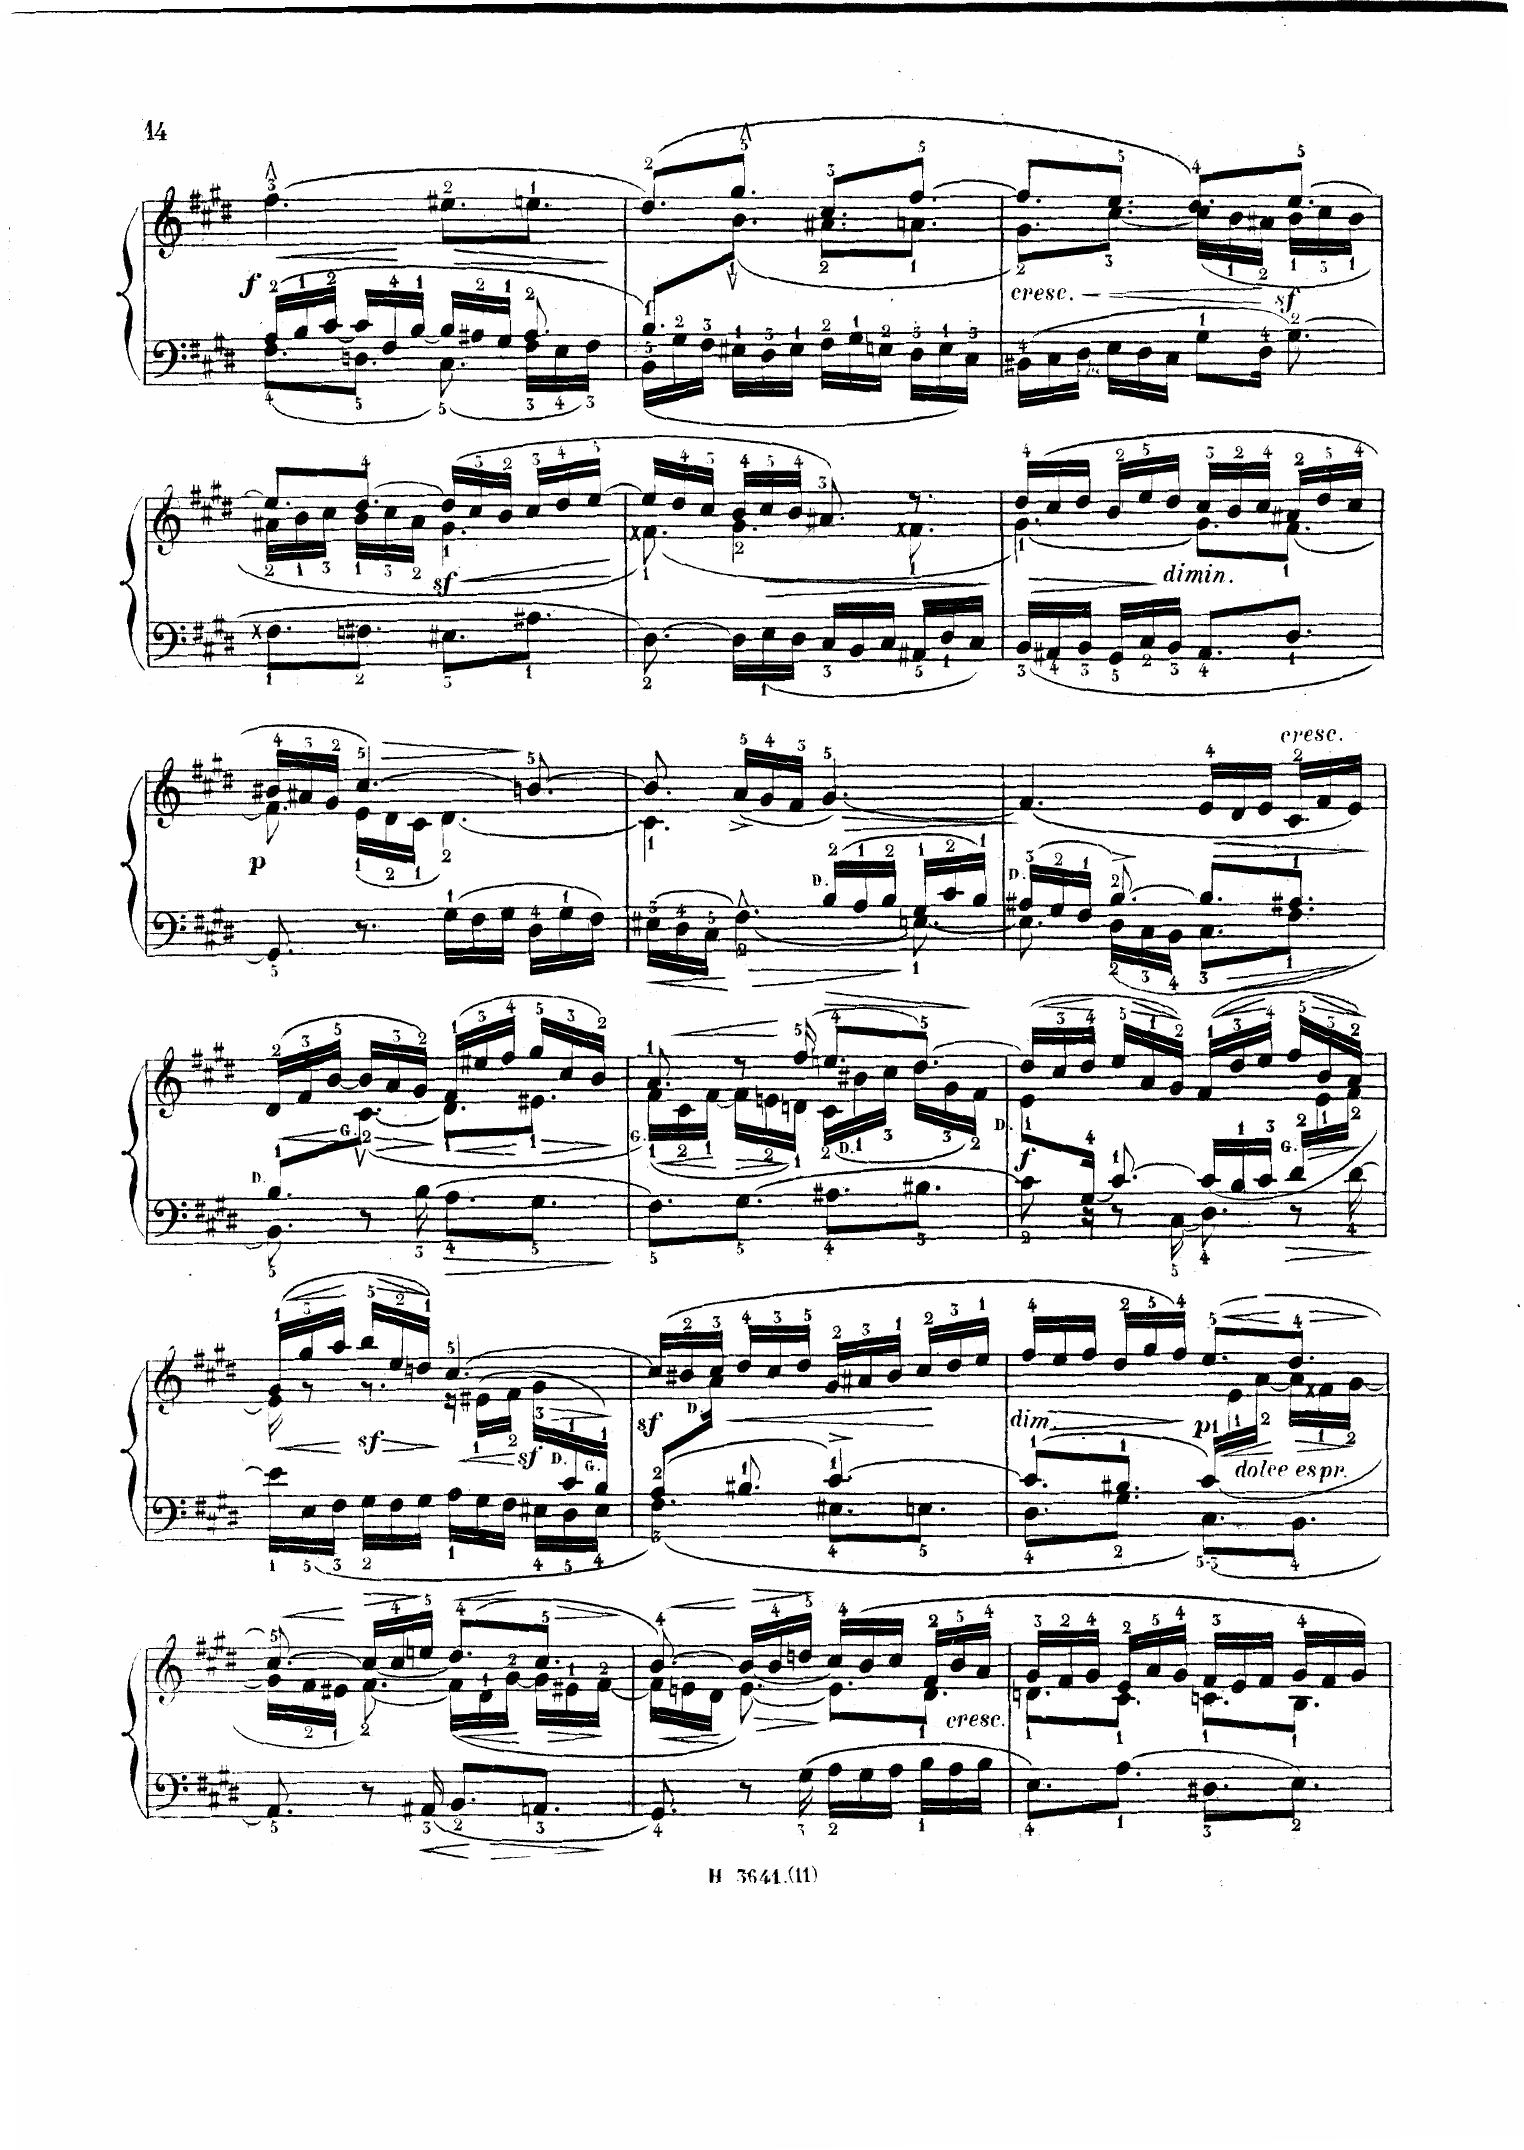 14
f
cresc.
sf
sf
dimin.
cresc.
p
D.
D.
G.
D.
G.
D.
D.
f.
G.
sf
sf
D.
G.
sf
D.
dim.
p
dolce espr.
cresc.
H 3641.(11)